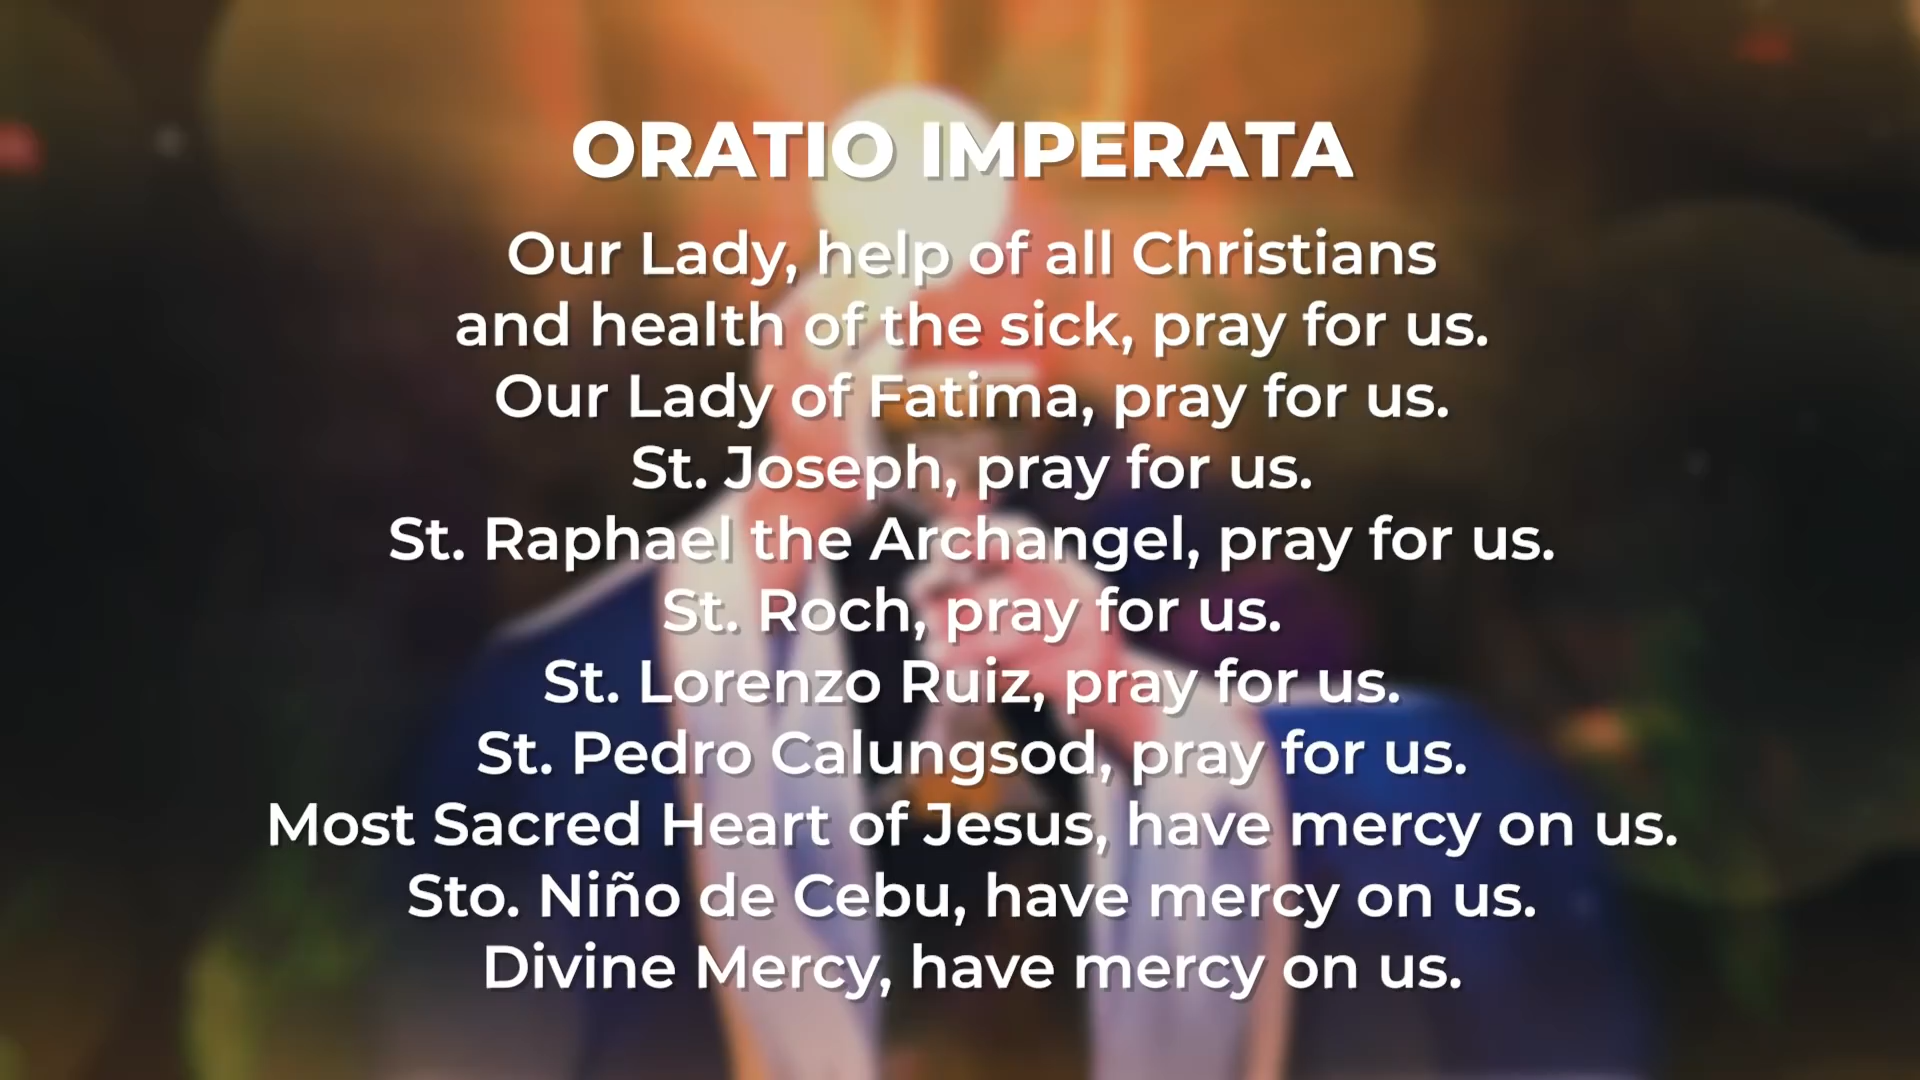 ORATIO IMPERATA
Our Lady, help of all Christians
and health of the sick, pray for us.
Our Lady of Fatima, pray for us.
St. Joseph, pray for us.
St. Raphael the Archangel, pray for us.
St. Roch, pray for us.
St. Lorenzo Ruiz, pray for us.
St. Pedro Calungsod, pray for us.
Most Sacred Heart of Jesus, have mercy on us.
Sto. Niño de Cebu, have mercy on us.
Divine Mercy, have mercy on us.